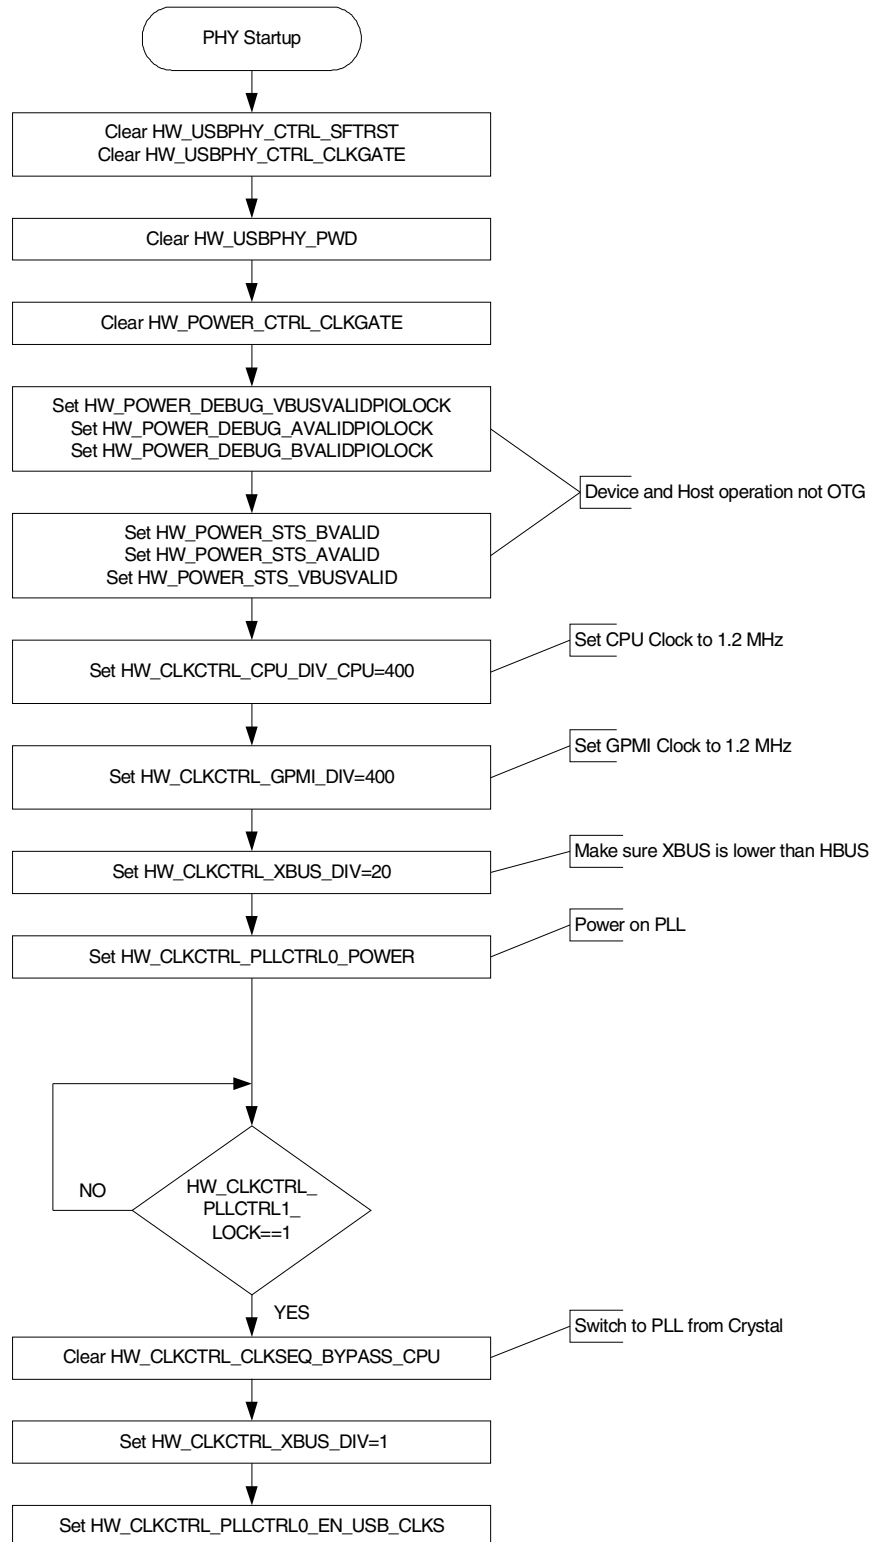 PHY Startup
Clear HW_USBPHY_CTRL_SFTRST
Clear HW_USBPHY_CTRL_CLKGATE
Clear HW_USBPHY_PWD
Clear HW_POWER_CTRL_CLKGATE
Set HW_POWER_DEBUG_VBUSVALIDPIOLOCK
Set HW_POWER_DEBUG_AVALIDPIOLOCK
Set HW_POWER_DEBUG_BVALIDPIOLOCK
Device and Host operation not OTG
Set HW_POWER_STS_BVALID
Set HW_POWER_STS_AVALID
Set HW_POWER_STS_VBUSVALID
Set CPU Clock to 1.2 MHz
Set HW_CLKCTRL_CPU_DIV_CPU=400
Set GPMI Clock to 1.2 MHz
Set HW_CLKCTRL_GPMI_DIV=400
Make sure XBUS is lower than HBUS
Set HW_CLKCTRL_XBUS_DIV=20
Power on PLL
Set HW_CLKCTRL_PLLCTRL0_POWER
NO
HW_CLKCTRL_
PLLCTRL1_
LOCK==1
YES
Switch to PLL from Crystal
Clear HW_CLKCTRL_CLKSEQ_BYPASS_CPU
Set HW_CLKCTRL_XBUS_DIV=1
Set HW_CLKCTRL_PLLCTRL0_EN_USB_CLKS